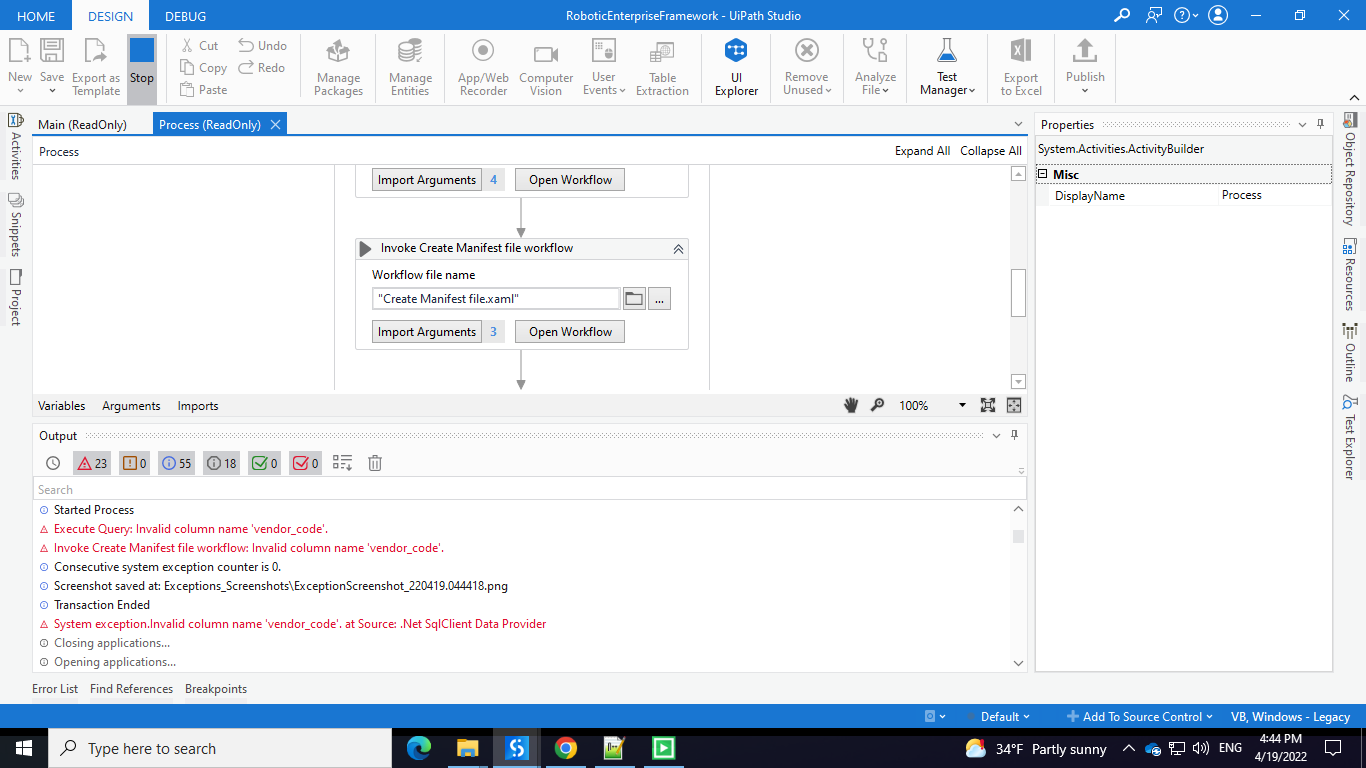 HOME DESIGN DEBUG RoboticEnterpriseFramework - UiPath Studio
New Save Export as Template Stop Cut Copy Paste Undo Redo Manage Packages Manage Entities App/Web Recorder Computer Vision User Events Table Extraction UI Explorer Remove Unused Analyze File Test Manager Export to Excel Publish
Activities
Snippets
Project
Main (ReadOnly) Process (ReadOnly)
Process Expand All Collapse All
Import Arguments 4 Open Workflow
Invoke Create Manifest file workflow
Workflow file name
"Create Manifest file.xaml" ...
Import Arguments 3 Open Workflow
Variables Arguments Imports 100%
Output
23 0 55 18 0 0
Search
Started Process
Execute Query: Invalid column name 'vendor_code'.
Invoke Create Manifest file workflow: Invalid column name 'vendor_code'.
Consecutive system exception counter is 0.
Screenshot saved at: Exceptions_Screenshots\ExceptionScreenshot_220419.044418.png
Transaction Ended
System exception.Invalid column name 'vendor_code'. at Source: .Net SqlClient Data Provider
Closing applications...
Opening applications...
Error List Find References Breakpoints
Properties
System.Activities.ActivityBuilder
Misc
DisplayName Process
Object Repository
Resources
Outline
Test Explorer
Default Add To Source Control VB, Windows - Legacy
Type here to search 34°F Partly sunny ENG 4:44 PM
4/19/2022